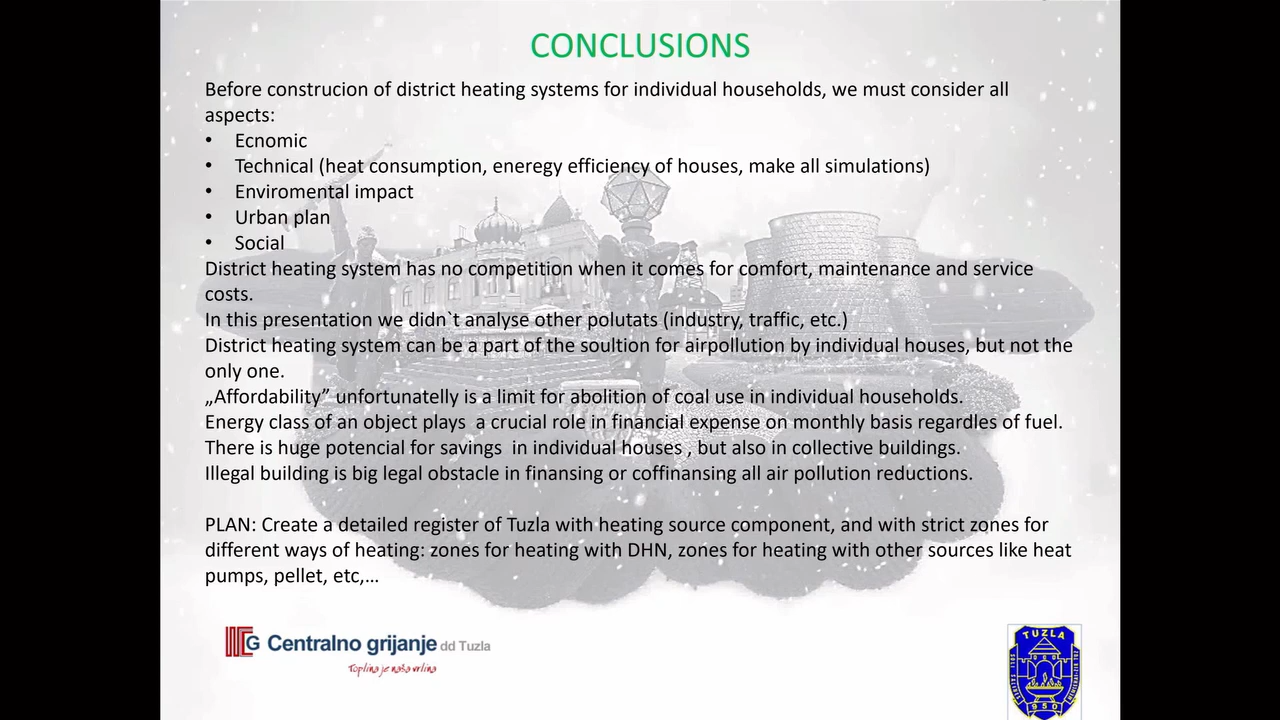 CONCLUSIONS
Before construcion of district heating systems for individual households, we must consider all
aspects:
• Ecnomic
• Technical (heat consumption, eneregy efficiency of houses, make all simulations)
• Enviromental impact
• Urban plan
• Social
District heating system has no competition when it comes for comfort, maintenance and service
costs.
In this presentation we didn`t analyse other polutats (industry, traffic, etc.)
District heating system can be a part of the soultion for airpollution by individual houses, but not the
only one.
„Affordability” unfortunatelly is a limit for abolition of coal use in individual households.
Energy class of an object plays  a crucial role in financial expense on monthly basis regardles of fuel.
There is huge potencial for savings  in individual houses , but also in collective buildings.
Illegal building is big legal obstacle in finansing or coffinansing all air pollution reductions.
PLAN: Create a detailed register of Tuzla with heating source component, and with strict zones for
different ways of heating: zones for heating with DHN, zones for heating with other sources like heat
pumps, pellet, etc,...
G Centralno grijanje dd Tuzla
Toplina je naša vrlina
TUZLA
950